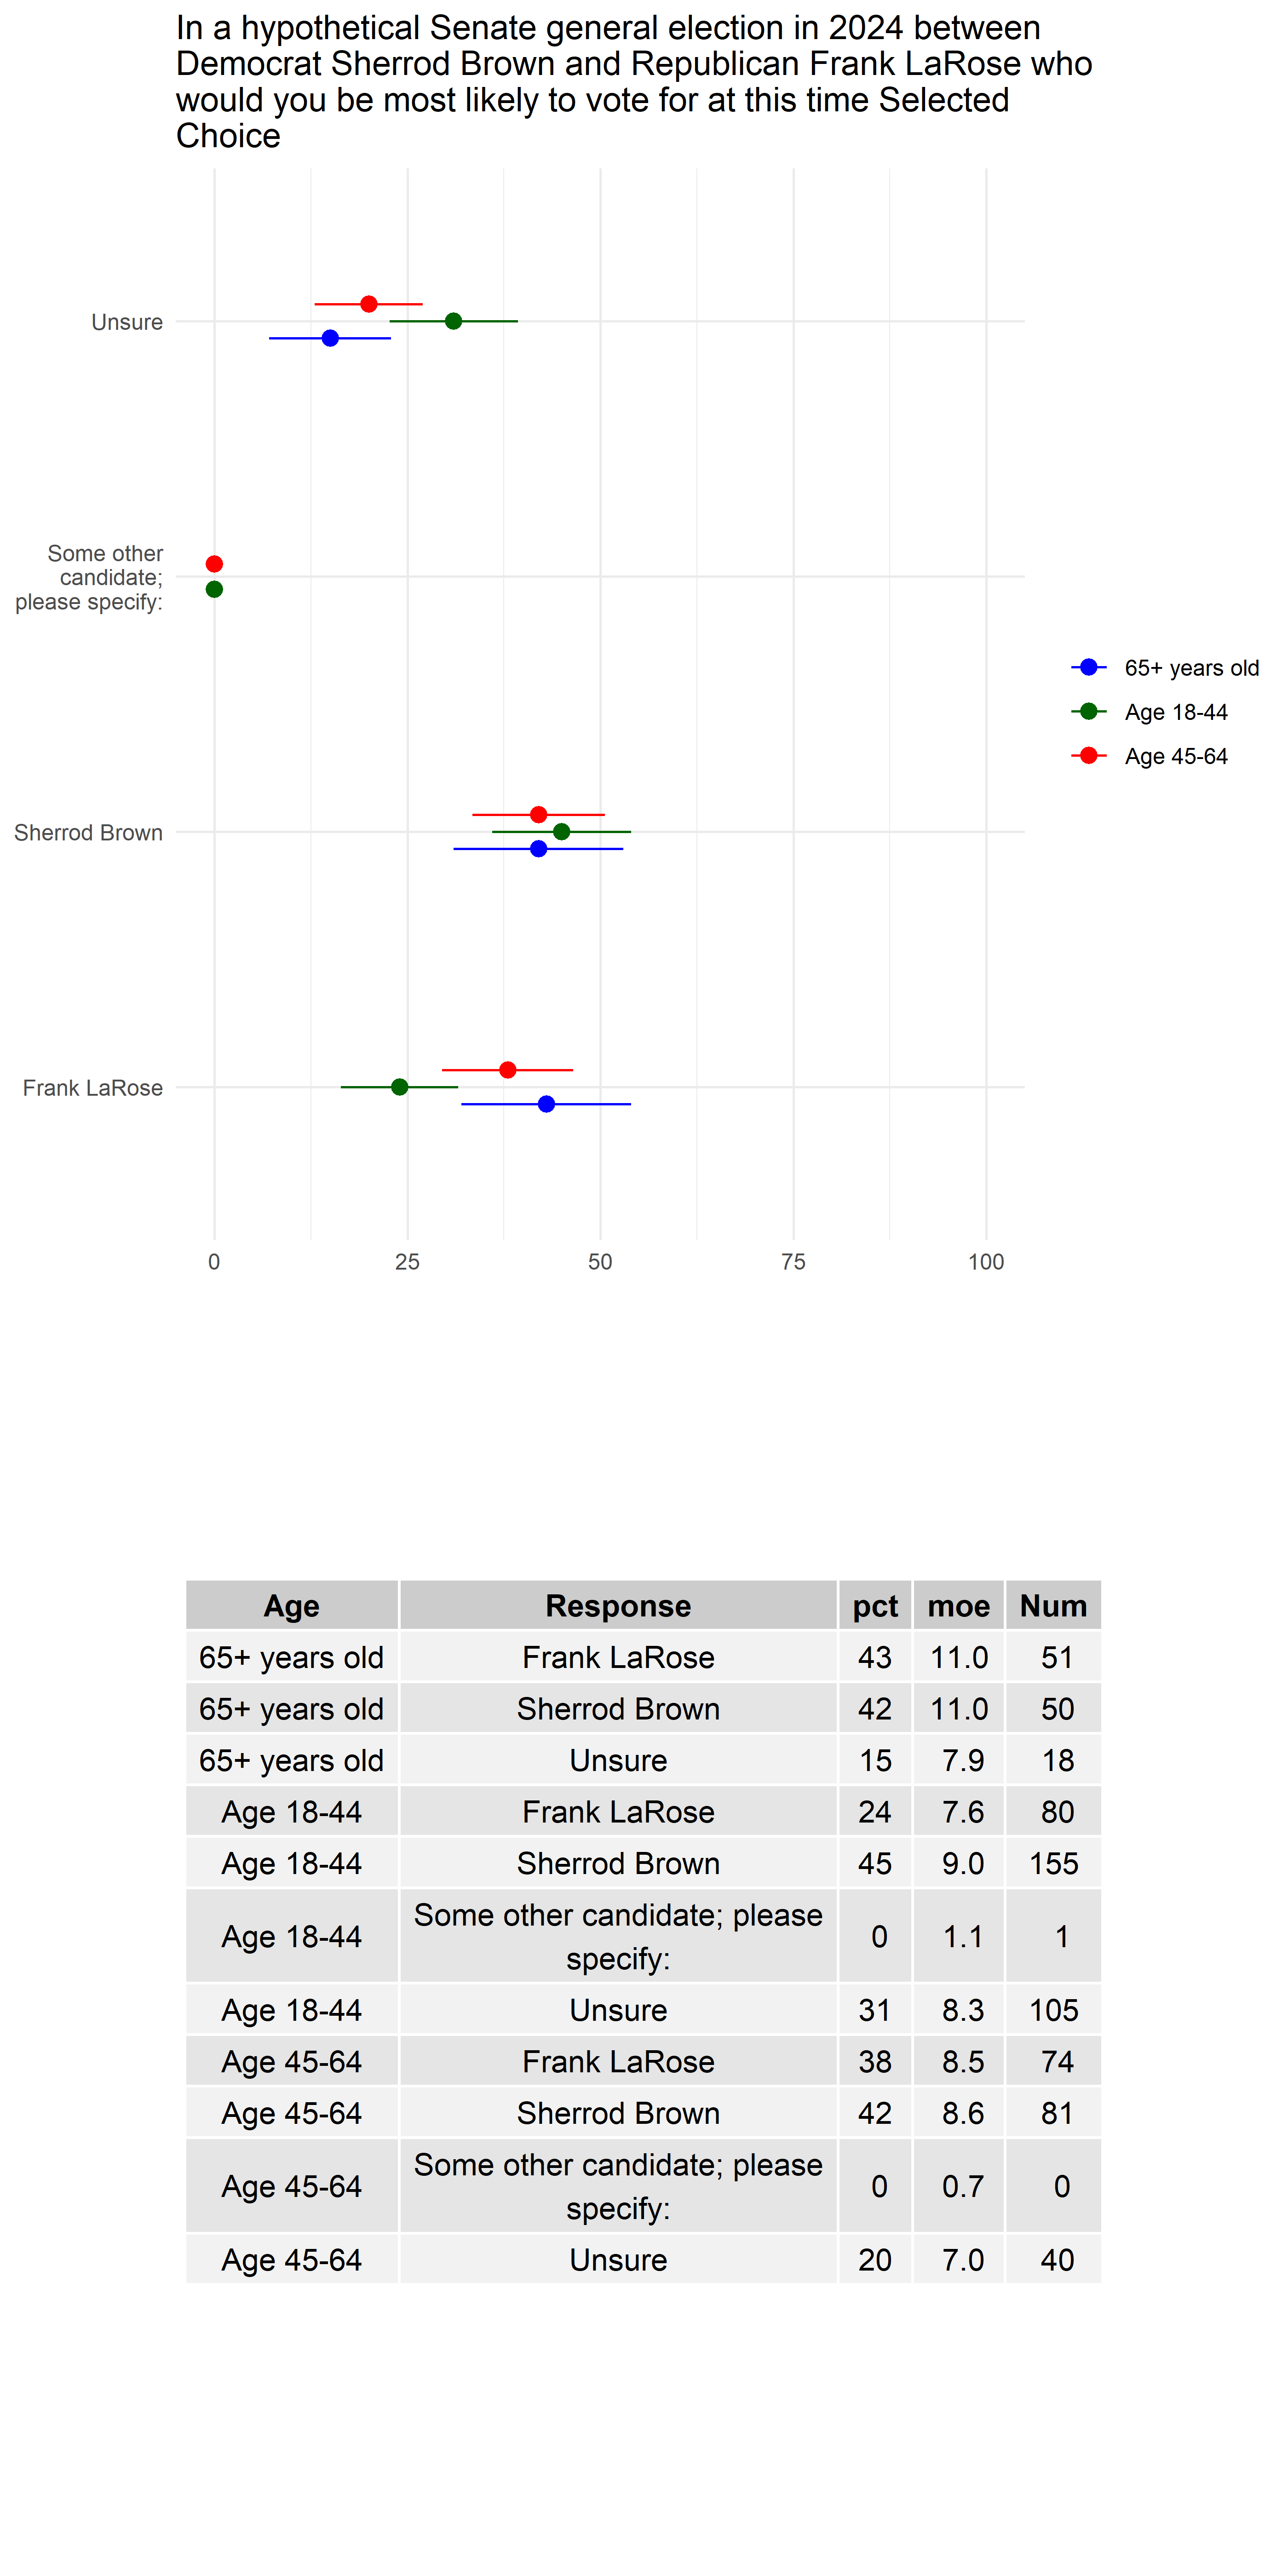 In a hypothetical Senate general election in 2024 between
Democrat Sherrod Brown and Republican Frank LaRose who
would you be most likely to vote for at this time Selected
Choice
Unsure
Some other
candidate;
please specify:
Sherrod Brown
Frank LaRose
0 25 50 75 100
65+ years old
Age 18-44
Age 45-64
Age Response pct moe Num
65+ years old Frank LaRose 43 11.0 51
65+ years old Sherrod Brown 42 11.0 50
65+ years old Unsure 15 7.9 18
Age 18-44 Frank LaRose 24 7.6 80
Age 18-44 Sherrod Brown 45 9.0 155
Age 18-44 Some other candidate; please
specify: 0 1.1 1
Age 18-44 Unsure 31 8.3 105
Age 45-64 Frank LaRose 38 8.5 74
Age 45-64 Sherrod Brown 42 8.6 81
Age 45-64 Some other candidate; please
specify: 0 0.7 0
Age 45-64 Unsure 20 7.0 40